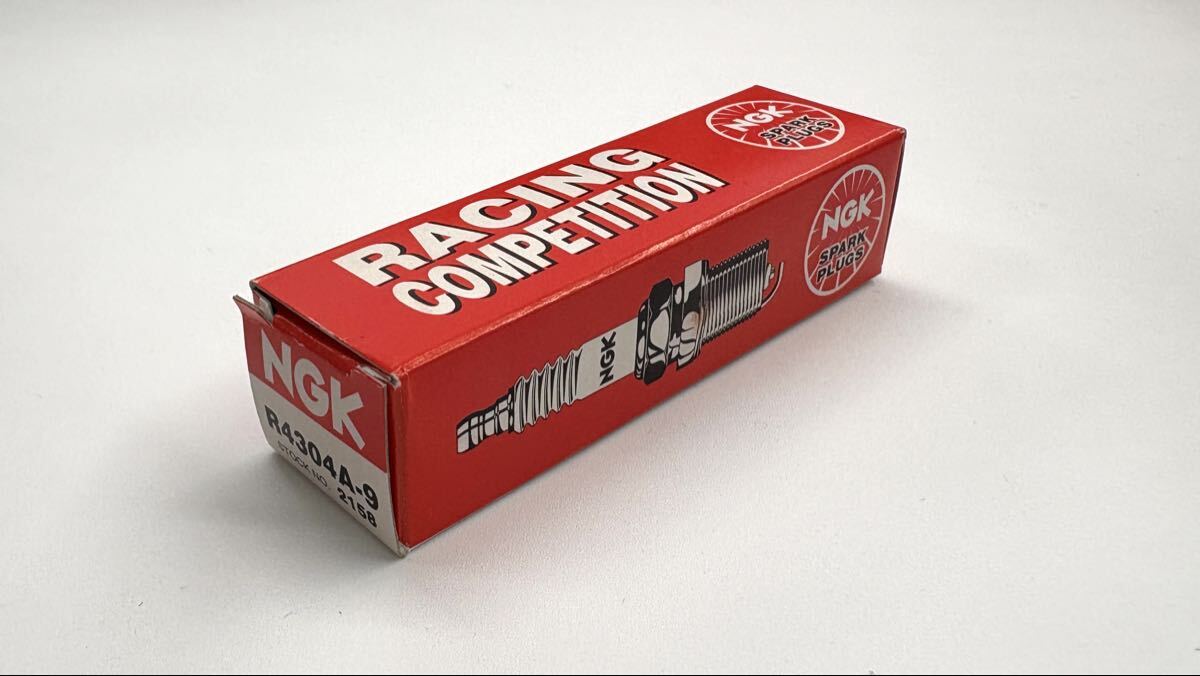 RACING
COMPETITION
NGK
SPARK
PLUGS
NGK
SPARK
PLUGS
NGK
NGK
R4304A-9
STOCK NO. 2158